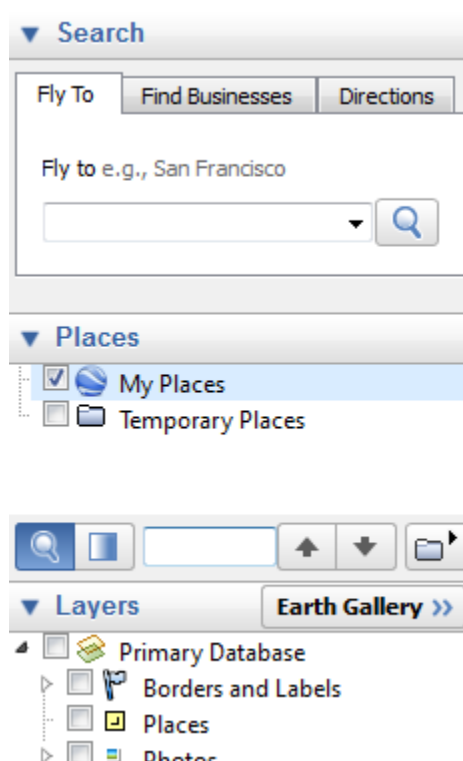 Search
Fly To Find Businesses Directions
Fly to e.g., San Francisco
Places
My Places
Temporary Places
Layers Earth Gallery >>
Primary Database
Borders and Labels
Places
Photos